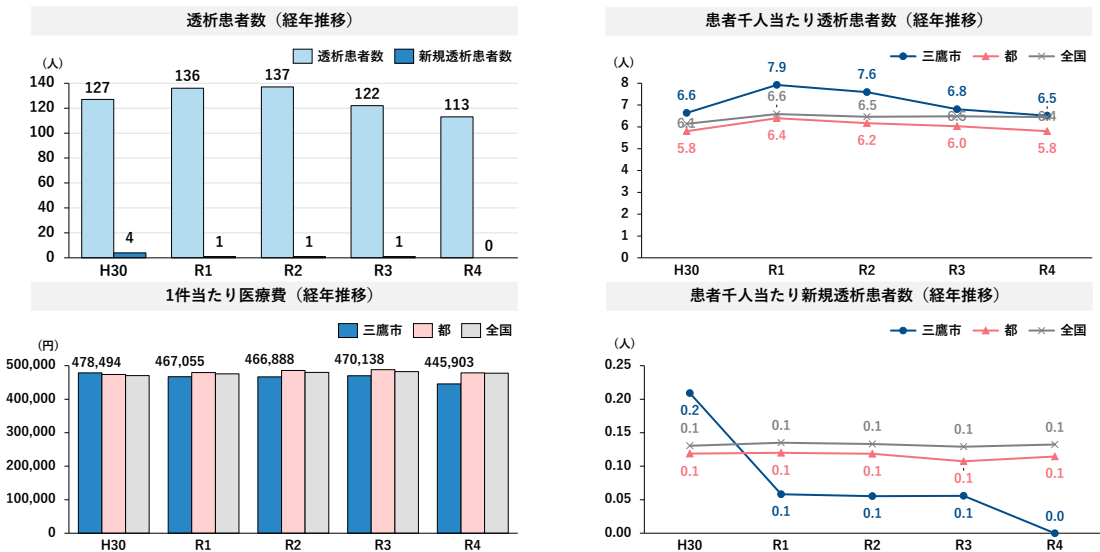 透析患者数（経年推移）
透析患者数 新規透析患者数
（人）
140
120
100
80
60
40
20
0
127 136 137 122 113
4 1 1 1 0
H30 R1 R2 R3 R4
患者千人当たり透析患者数（経年推移）
三鷹市 都 全国
（人）
8
7
6
5
4
3
2
1
0
6.6 7.9 7.6 6.8 6.5
6.1 6.6 6.5 6.5 6.4
5.8 6.4 6.2 6.0 5.8
H30 R1 R2 R3 R4
1件当たり医療費（経年推移）
三鷹市 都 全国
（円）
500,000
400,000
300,000
200,000
100,000
0
478,494 467,055 466,888 470,138 445,903
H30 R1 R2 R3 R4
患者千人当たり新規透析患者数（経年推移）
三鷹市 都 全国
（人）
0.25
0.20
0.15
0.10
0.05
0.00
0.2 0.1 0.1 0.1 0.0
0.1 0.1 0.1 0.1 0.1
0.1 0.1 0.1 0.1 0.1
H30 R1 R2 R3 R4